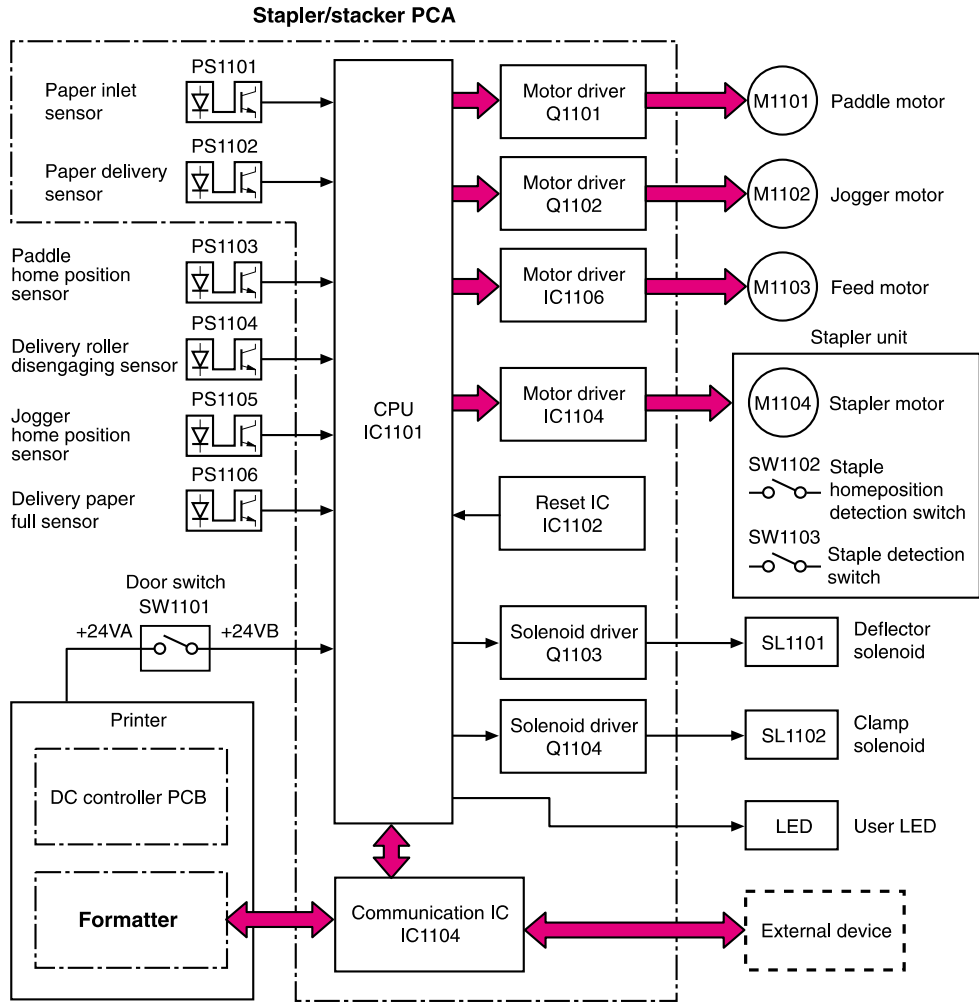 Stapler/stacker PCA
Paper inlet
sensor
PS1101
Paper delivery
sensor
PS1102
Paddle
home position
sensor
PS1103
Delivery roller
disengaging sensor
PS1104
Jogger
home position
sensor
PS1105
Delivery paper
full sensor
PS1106
Door switch
SW1101
+24VA
+24VB
Printer
DC controller PCB
Formatter
CPU
IC1101
Motor driver
Q1101
M1101
Paddle motor
Motor driver
Q1102
M1102
Jogger motor
Motor driver
IC1106
M1103
Feed motor
Motor driver
IC1104
Stapler unit
M1104
Stapler motor
SW1102
Staple
homeposition
detection switch
SW1103
Staple detection
switch
Reset IC
IC1102
Solenoid driver
Q1103
SL1101
Deflector
solenoid
Solenoid driver
Q1104
SL1102
Clamp
solenoid
LED
User LED
Communication IC
IC1104
External device